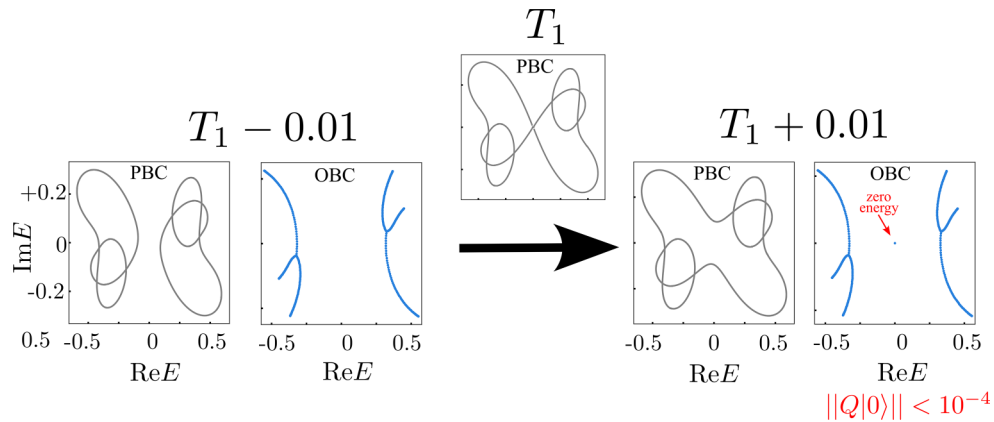 T₁
PBC
T₁ − 0.01
T₁ + 0.01
PBC
OBC
PBC
OBC
+0.2
0
-0.2
ImE
zero
energy
0.5
-0.5
0
0.5
-0.5
0
0.5
-0.5
0
0.5
-0.5
0
0.5
ReE
ReE
ReE
ReE
||Q|0⟩|| < 10⁻⁴